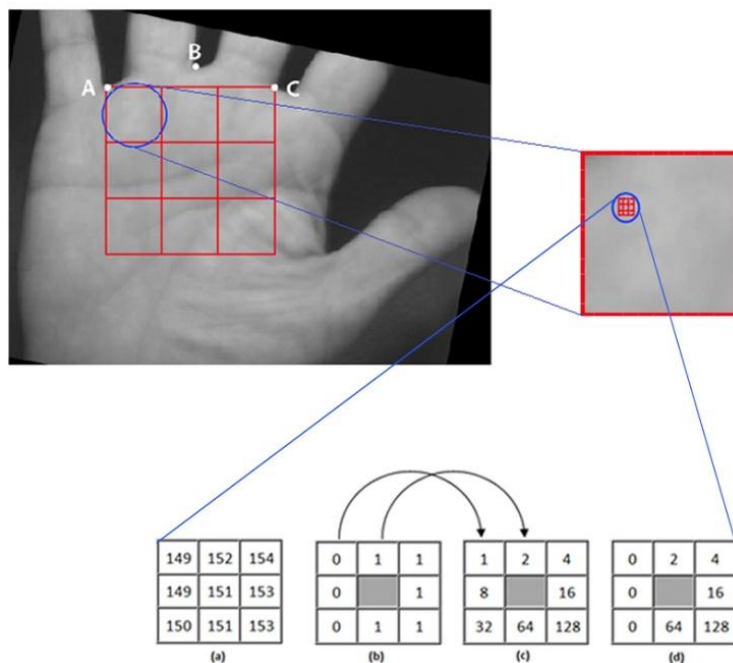 B
A C
149 152 154 0 1 1 1 2 4 0 2 4
149 151 153 0 1 8 16 0 16
150 151 153 0 1 1 32 64 128 0 64 128
(a) (b) (c) (d)